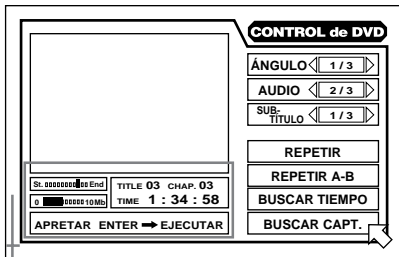 CONTROL de DVD
ÁNGULO 1 / 3
AUDIO 2 / 3
SUB-
TÍTULO 1 / 3
REPETIR
REPETIR A-B
BUSCAR TIEMPO
BUSCAR CAPT.
St. End
0 10Mb
TITLE 03 CHAP. 03
TIME 1 : 34 : 58
APRETAR ENTER ➡ EJECUTAR